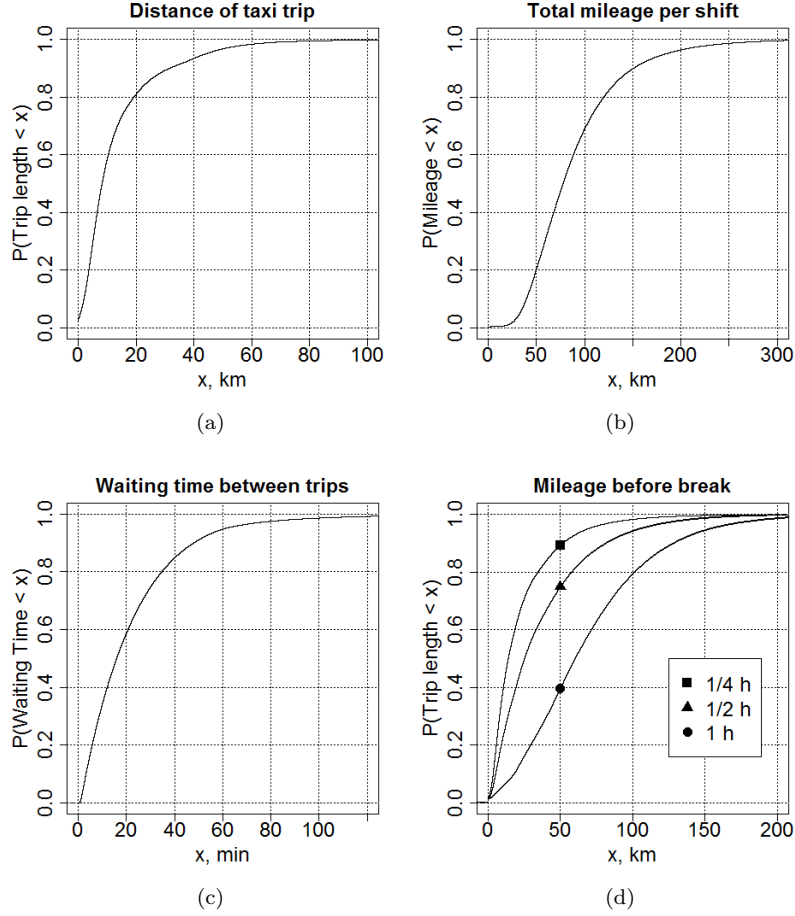 Distance of taxi trip
P(Trip length < x)
0.0 0.2 0.4 0.6 0.8 1.0
0 20 40 60 80 100
x, km
(a)
Total mileage per shift
P(Mileage < x)
0.0 0.2 0.4 0.6 0.8 1.0
0 50 100 200 300
x, km
(b)
Waiting time between trips
P(Waiting Time < x)
0.0 0.2 0.4 0.6 0.8 1.0
0 20 40 60 80 100
x, min
(c)
Mileage before break
P(Trip length < x)
0.0 0.2 0.4 0.6 0.8 1.0
1/4 h
1/2 h
1 h
0 50 100 150 200
x, km
(d)